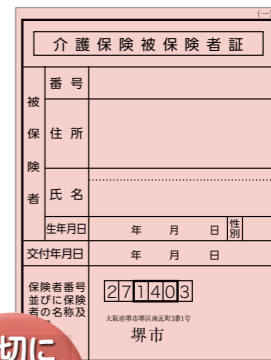 (一)
介護保険被保険者証
被保険者
番号
住所
氏名
生年月日 年 月 日 性別
交付年月日 年 月 日
保険者番号
並びに保険
者の名称及
271403
大阪府堺市堺区南瓦町3番1号
堺市
切に